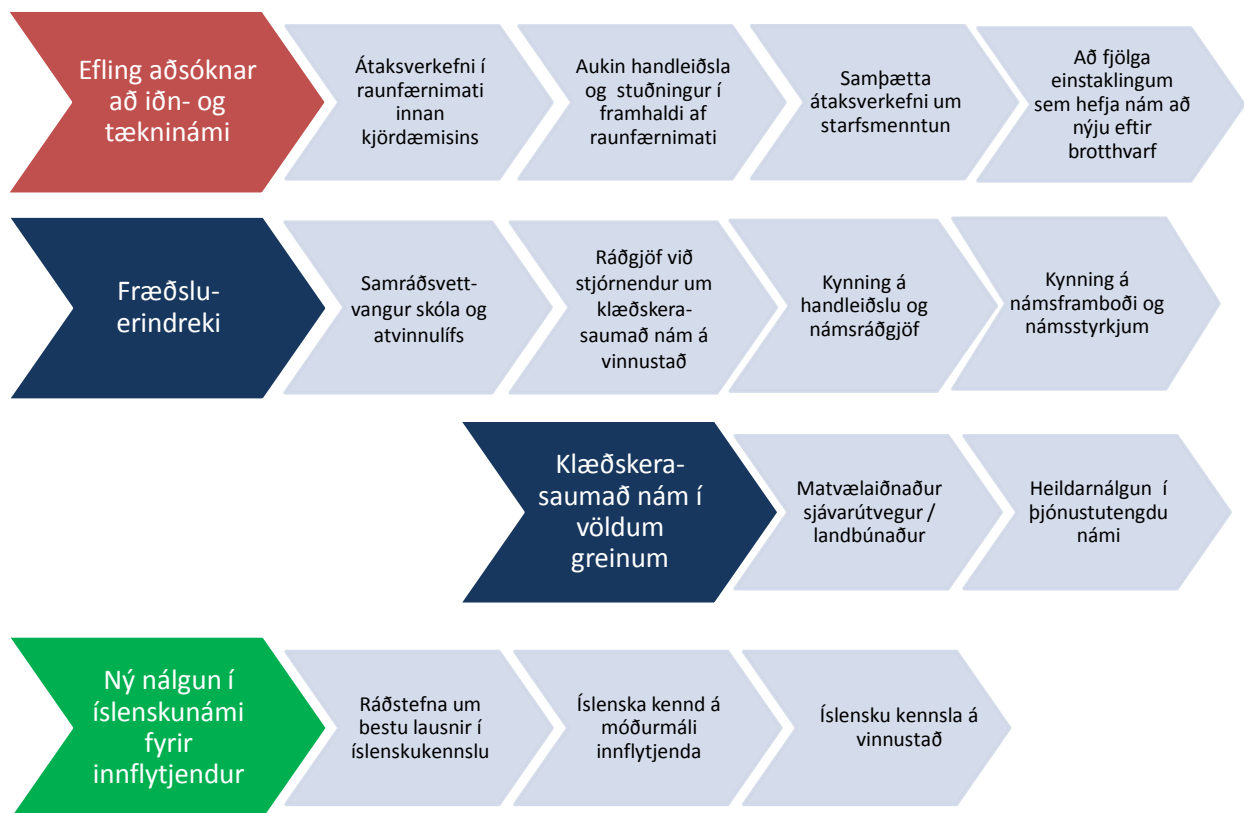 Efling aðsóknar
að iðn- og
tækninámi
Átaksverkefni í
raunfærnimati
innan
kjördæmisins
Aukin handleiðsla
og stuðningur í
framhaldi af
raunfærnimati
Samþætta
átaksverkefni um
starfsmenntun
Að fjölga
einstaklingum
sem hefja nám að
nýju eftir
brotthvarf
Fræðslu-
erindreki
Samráðsvett-
vangur skóla og
atvinnulífs
Ráðgjöf við
stjórnendur um
klæðskera-
saumað nám á
vinnustað
Kynning á
handleiðslu og
námsráðgjöf
Kynning á
námsframboði og
námsstyrkjum
Klæðskera-
saumað nám í
völdum
greinum
Matvælaiðnaður
sjávarútvegur /
landbúnaður
Heildarnálgun í
þjónustutengdu
námi
Ný nálgun í
íslenskunámi
fyrir
innflytjendur
Ráðstefna um
bestu lausnir í
íslenskukennslu
Íslenska kennd á
móðurmáli
innflytjenda
Íslensku kennsla á
vinnustað